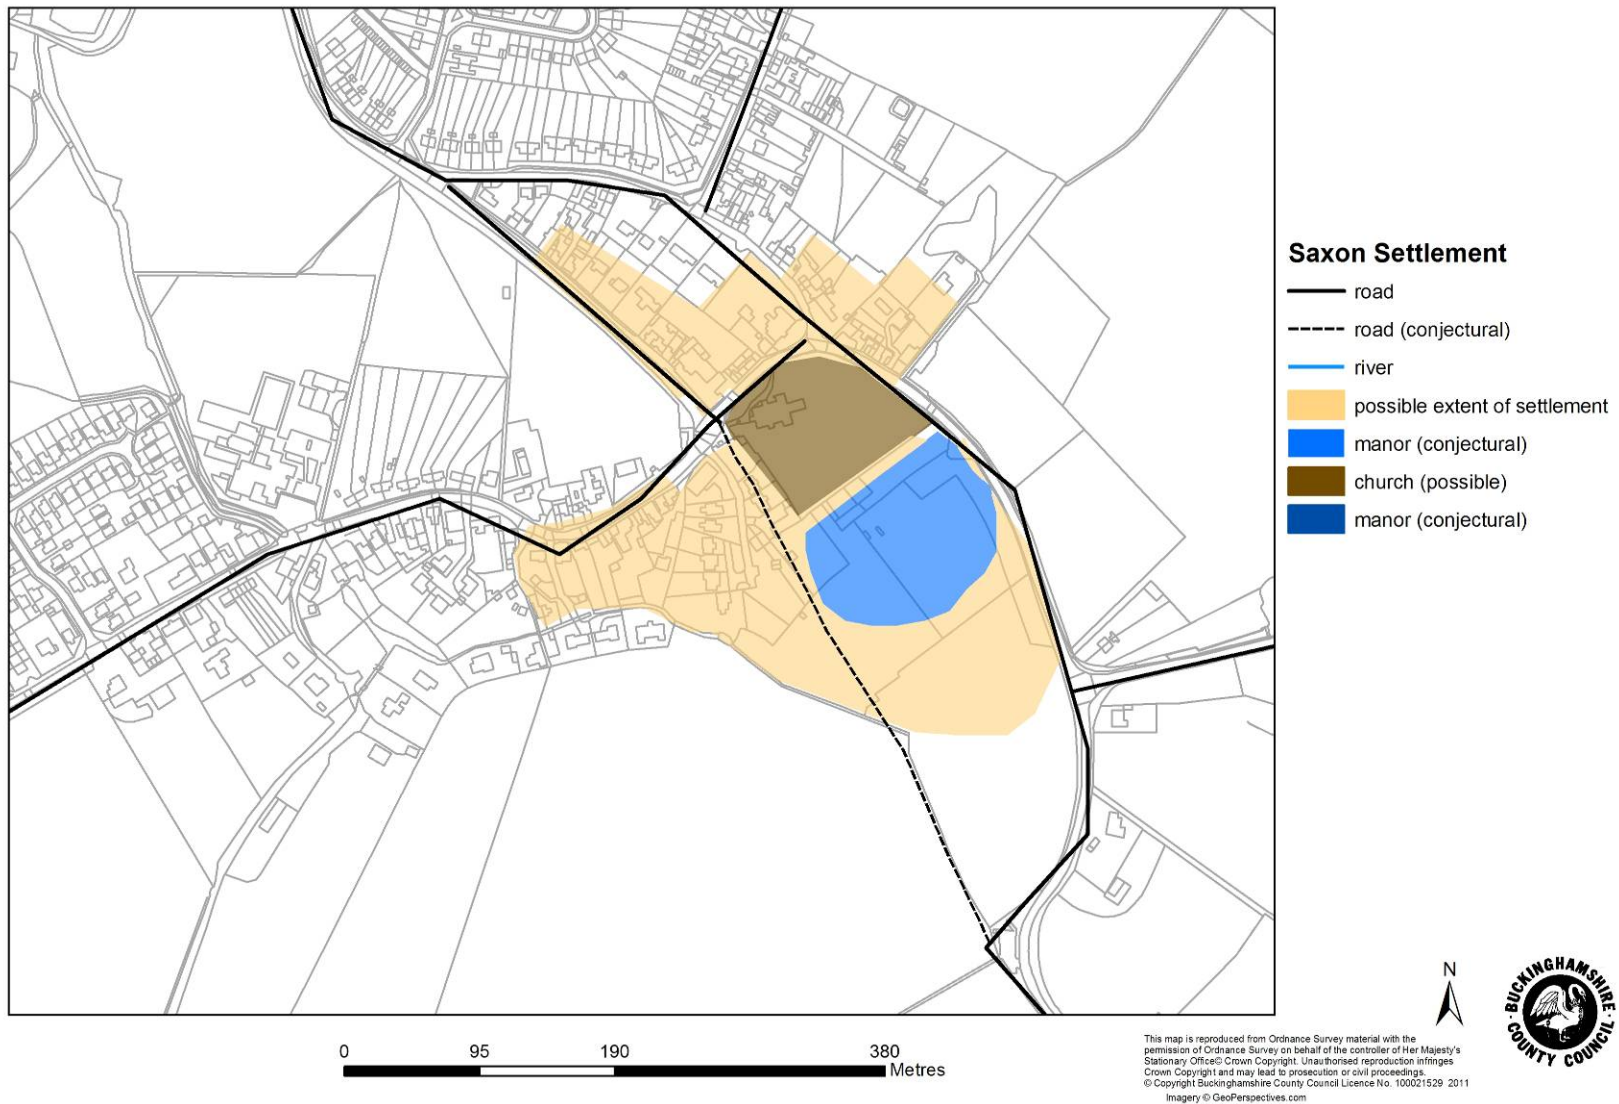 Saxon Settlement
road
road (conjectural)
river
possible extent of settlement
manor (conjectural)
church (possible)
manor (conjectural)
N
BUCKINGHAMSHIRE
· COUNTY COUNCIL ·
0 95 190 380
Metres
This map is reproduced from Ordnance Survey material with the
permission of Ordnance Survey on behalf of the controller of Her Majesty's
Stationary Office© Crown Copyright. Unauthorised reproduction infringes
Crown Copyright and may lead to prosecution or civil proceedings.
© Copyright Buckinghamshire County Council Licence No. 100021529 2011
Imagery © GeoPerspectives.com